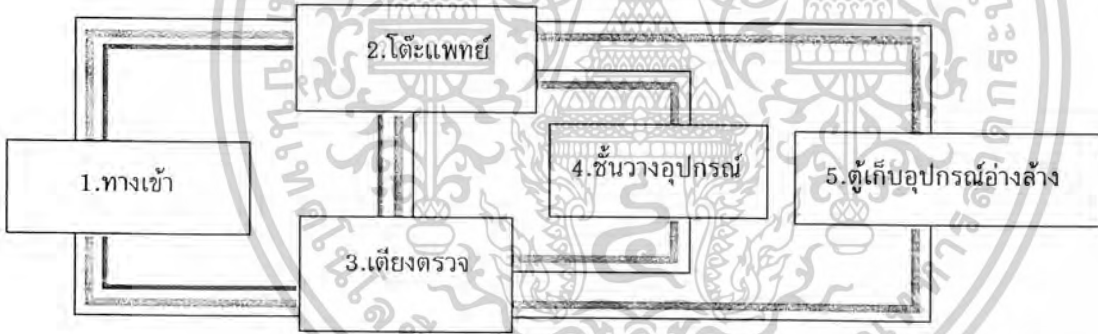 2.โต๊ะแพทย์
1.ทางเข้า
4.ชั้นวางอุปกรณ์
5.ตู้เก็บอุปกรณ์อ่างล้าง
3.เตียงตรวจ